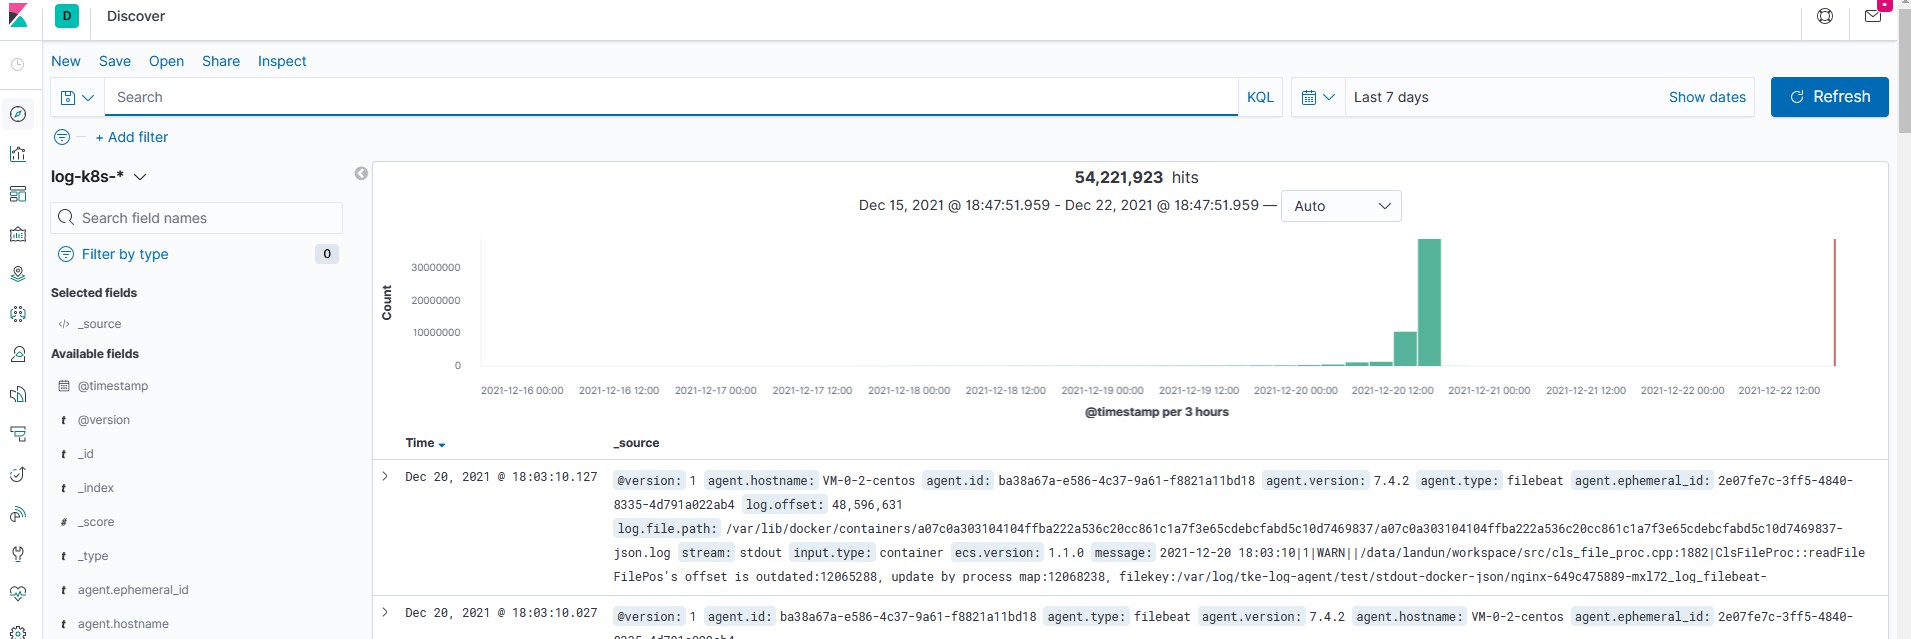 D Discover
New Save Open Share Inspect
Search KQL Last 7 days Show dates Refresh
+ Add filter
log-k8s-*
Search field names
Filter by type 0
Selected fields
</> _source
Available fields
@timestamp
t @version
t _id
t _index
# _score
t _type
t agent.ephemeral_id
t agent.hostname
54,221,923 hits
Dec 15, 2021 @ 18:47:51.959 - Dec 22, 2021 @ 18:47:51.959 — Auto
Count
30000000
20000000
10000000
0
2021-12-16 00:00 2021-12-16 12:00 2021-12-17 00:00 2021-12-17 12:00 2021-12-18 00:00 2021-12-18 12:00 2021-12-19 00:00 2021-12-19 12:00 2021-12-20 00:00 2021-12-20 12:00 2021-12-21 00:00 2021-12-21 12:00 2021-12-22 00:00 2021-12-22 12:00
@timestamp per 3 hours
Time _source
Dec 20, 2021 @ 18:03:10.127 @version: 1 agent.hostname: VM-0-2-centos agent.id: ba38a67a-e586-4c37-9a61-f8821a11bd18 agent.version: 7.4.2 agent.type: filebeat agent.ephemeral_id: 2e07fe7c-3ff5-4840-
8335-4d791a022ab4 log.offset: 48,596,631
log.file.path: /var/lib/docker/containers/a07c0a303104104ffba222a536c20cc861c1a7f3e65cdebcfabd5c10d7469837/a07c0a303104104ffba222a536c20cc861c1a7f3e65cdebcfabd5c10d7469837-
json.log stream: stdout input.type: container ecs.version: 1.1.0 message: 2021-12-20 18:03:10|1|WARN||/data/landun/workspace/src/cls_file_proc.cpp:1882|ClsFileProc::readFile
FilePos's offset is outdated:12065288, update by process map:12068238, filekey:/var/log/tke-log-agent/test/stdout-docker-json/nginx-649c475889-mxl72_log_filebeat-
Dec 20, 2021 @ 18:03:10.027 @version: 1 agent.id: ba38a67a-e586-4c37-9a61-f8821a11bd18 agent.type: filebeat agent.version: 7.4.2 agent.hostname: VM-0-2-centos agent.ephemeral_id: 2e07fe7c-3ff5-4840-